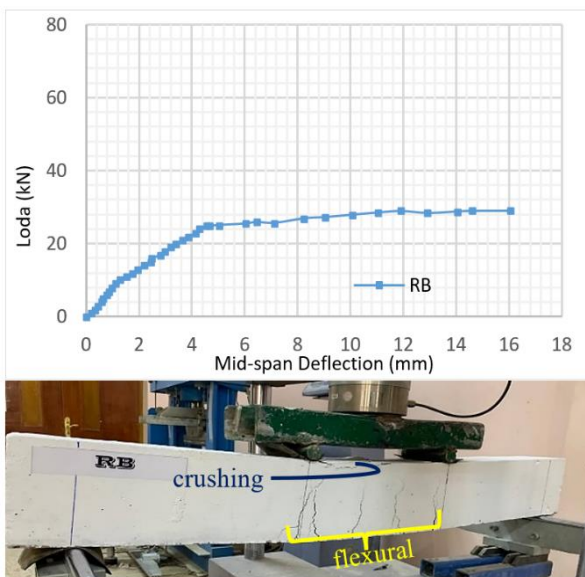 80
60
40
20
0
Loda (kN)
RB
0 2 4 6 8 10 12 14 16 18
Mid-span Deflection (mm)
RB
crushing
flexural